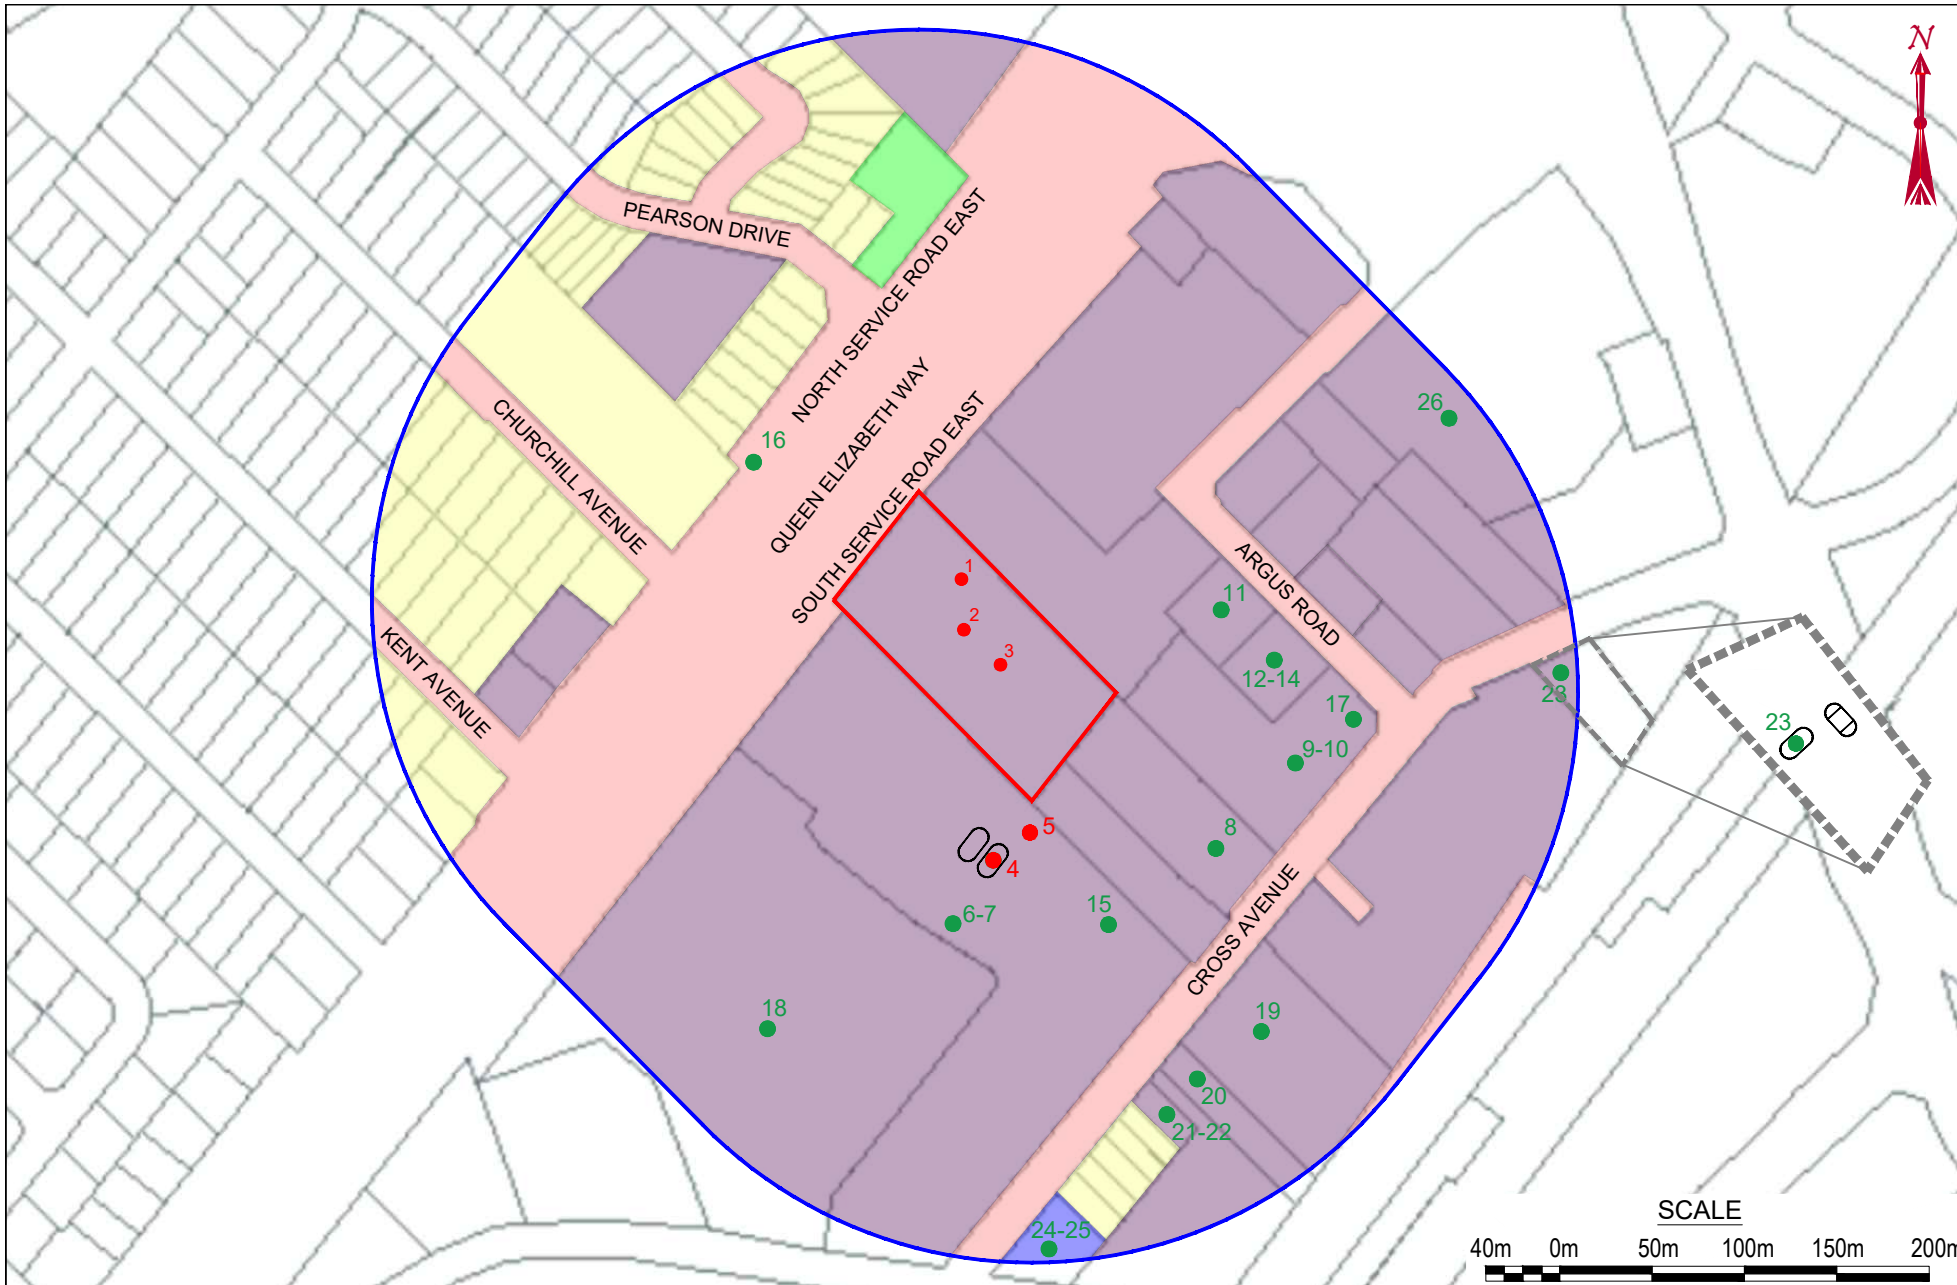 N
PEARSON DRIVE
NORTH SERVICE ROAD EAST
QUEEN ELIZABETH WAY
SOUTH SERVICE ROAD EAST
CHURCHILL AVENUE
KENT AVENUE
ARGUS ROAD
CROSS AVENUE
16
26
1
2
3
11
12-14
17
9-10
23
23
5
4
8
6-7
15
18
19
20
21-22
24-25
SCALE
40m 0m 50m 100m 150m 200m